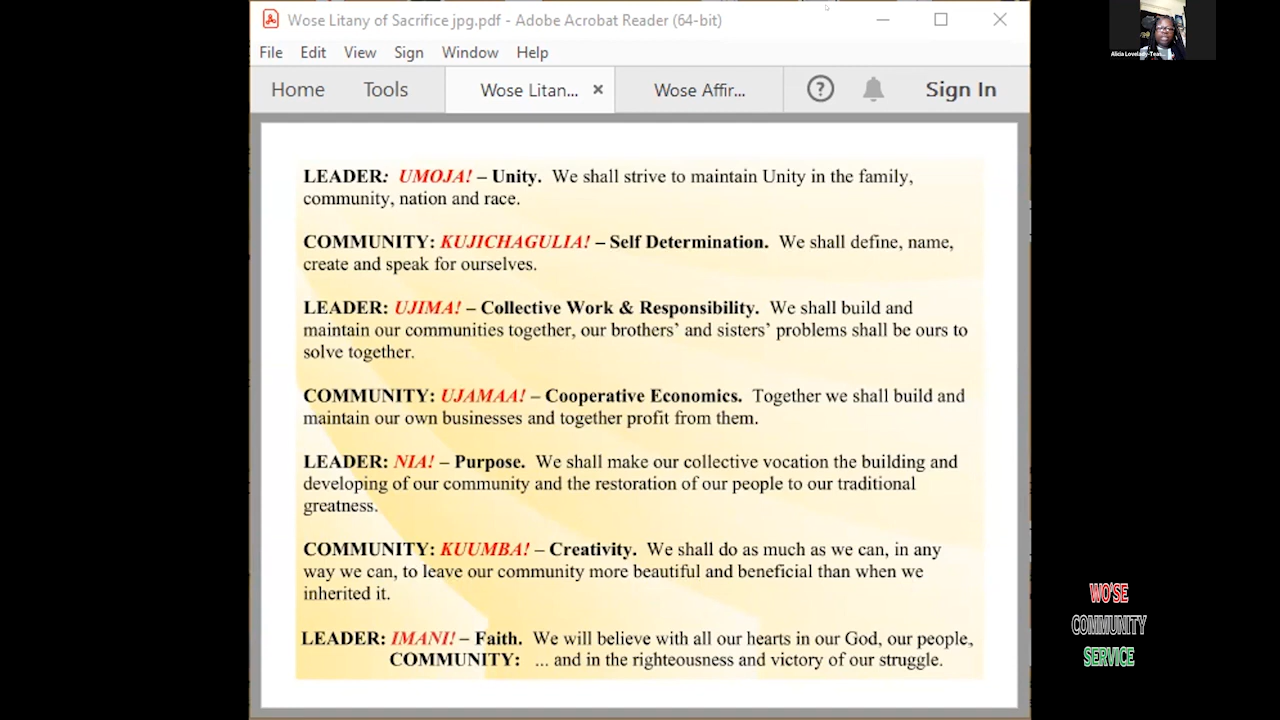 Wose Litany of Sacrifice jpg.pdf - Adobe Acrobat Reader (64-bit)
File Edit View Sign Window Help
Home Tools Wose Litan... × Wose Affir... ? Sign In
LEADER: UMOJA! – Unity. We shall strive to maintain Unity in the family,
community, nation and race.
COMMUNITY: KUJICHAGULIA! – Self Determination. We shall define, name,
create and speak for ourselves.
LEADER: UJIMA! – Collective Work & Responsibility. We shall build and
maintain our communities together, our brothers’ and sisters’ problems shall be ours to
solve together.
COMMUNITY: UJAMAA! – Cooperative Economics. Together we shall build and
maintain our own businesses and together profit from them.
LEADER: NIA! – Purpose. We shall make our collective vocation the building and
developing of our community and the restoration of our people to our traditional
greatness.
COMMUNITY: KUUMBA! – Creativity. We shall do as much as we can, in any
way we can, to leave our community more beautiful and beneficial than when we
inherited it.
LEADER: IMANI! – Faith. We will believe with all our hearts in our God, our people,
COMMUNITY: ... and in the righteousness and victory of our struggle.
Alicia
WO'SE
COMMUNITY
SERVICE